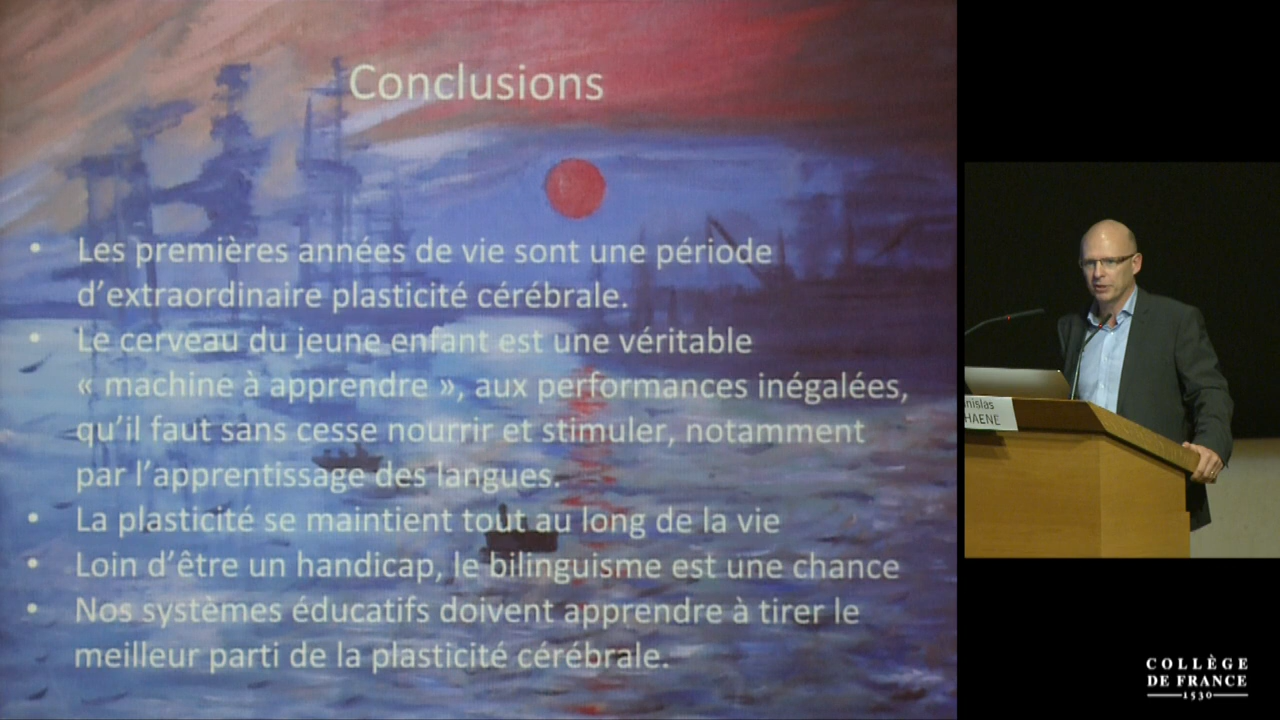 Conclusions
• Les premières années de vie sont une période
d’extraordinaire plasticité cérébrale.
• Le cerveau du jeune enfant est une véritable
« machine à apprendre », aux performances inégalées,
qu’il faut sans cesse nourrir et stimuler, notamment
par l’apprentissage des langues.
• La plasticité se maintient tout au long de la vie
• Loin d’être un handicap, le bilinguisme est une chance
• Nos systèmes éducatifs doivent apprendre à tirer le
meilleur parti de la plasticité cérébrale.
nislas
HAENE
COLLÈGE
DE FRANCE
1530